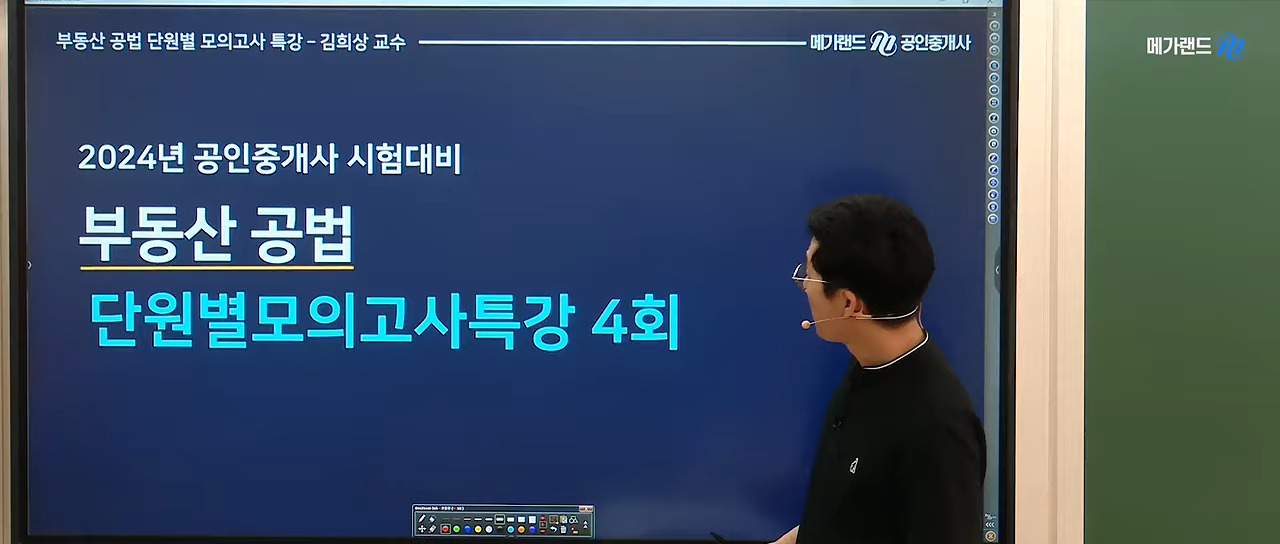 부동산 공법 단원별 모의고사 특강 - 김희상 교수
메가랜드 공인중개사
메가랜드
2024년 공인중개사 시험대비
부동산 공법
단원별모의고사특강 4회